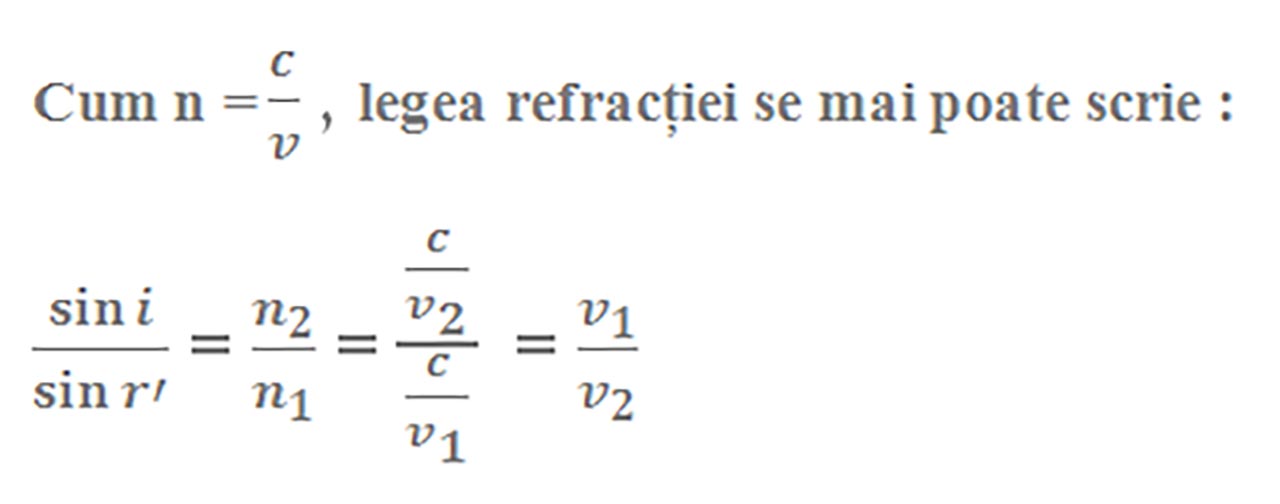 Cum n = c/v , legea refracției se mai poate scrie :
sin i / sin r′ = n₂/n₁ = (c/v₂)/(c/v₁) = v₁/v₂